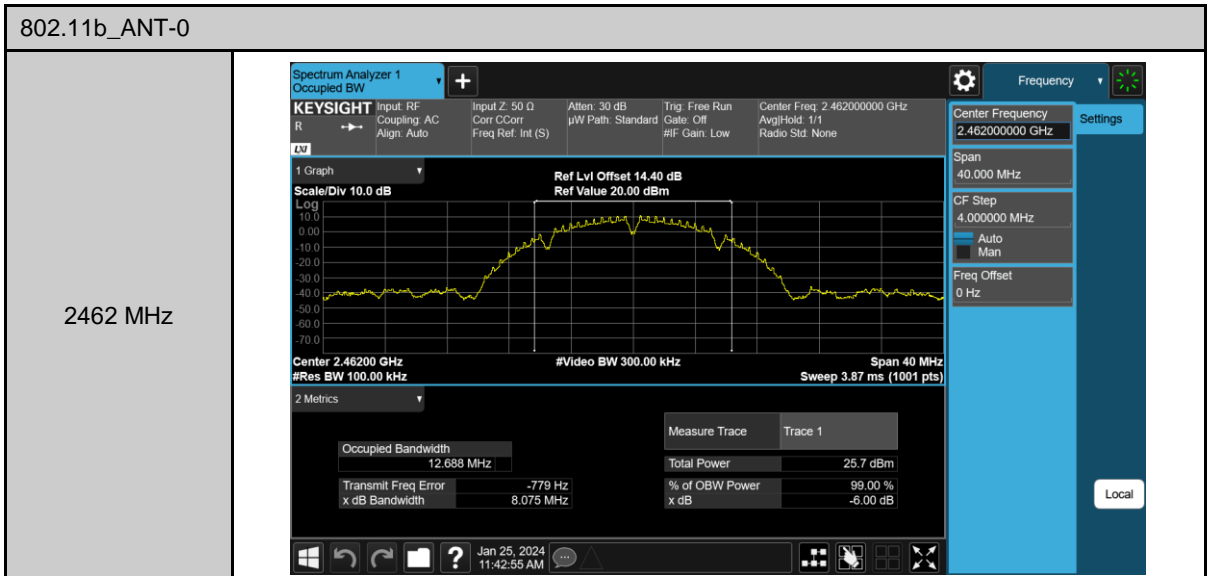 802.11b_ANT-0
2462 MHz
Spectrum Analyzer 1
Occupied BW
Frequency
KEYSIGHT
R
LXI
Input: RF
Coupling: AC
Align: Auto
Input Z: 50 Ω
Corr CCorr
Freq Ref: Int (S)
Atten: 30 dB
µW Path: Standard
Trig: Free Run
Gate: Off
#IF Gain: Low
Center Freq: 2.462000000 GHz
Avg|Hold: 1/1
Radio Std: None
Center Frequency
2.462000000 GHz
Settings
Span
40.000 MHz
CF Step
4.000000 MHz
Auto
Man
Freq Offset
0 Hz
Local
1 Graph
Scale/Div 10.0 dB
Ref Lvl Offset 14.40 dB
Ref Value 20.00 dBm
Log
10.0
0.00
-10.0
-20.0
-30.0
-40.0
-50.0
-60.0
-70.0
Center 2.46200 GHz
#Video BW 300.00 kHz
Span 40 MHz
#Res BW 100.00 kHz
Sweep 3.87 ms (1001 pts)
2 Metrics
Measure Trace Trace 1
Occupied Bandwidth
12.688 MHz
Total Power 25.7 dBm
Transmit Freq Error -779 Hz
% of OBW Power 99.00 %
x dB Bandwidth 8.075 MHz
x dB -6.00 dB
Jan 25, 2024
11:42:55 AM